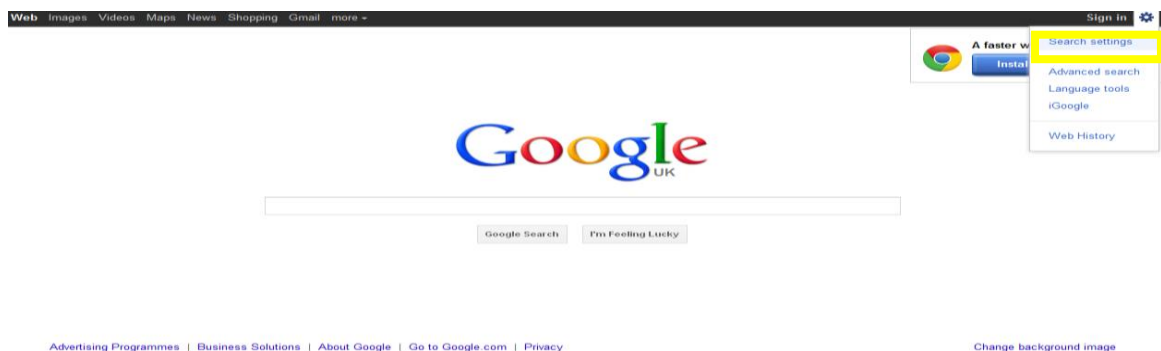 Web Images Videos Maps News Shopping Gmail more Sign in
A faster w
Instal
Search settings
Advanced search
Language tools
iGoogle
Web History
Google
UK
Google Search I'm Feeling Lucky
Advertising Programmes | Business Solutions | About Google | Go to Google.com | Privacy Change background image